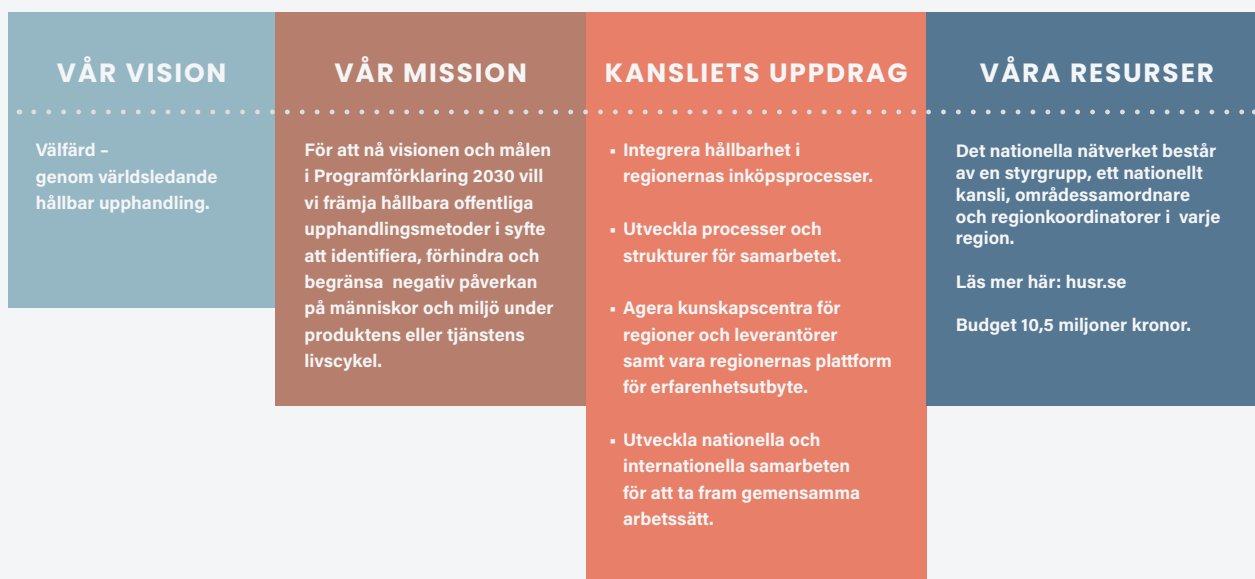 VÅR VISION
Välfärd –
genom världsledande
hållbar upphandling.
VÅR MISSION
För att nå visionen och målen
i Programförklaring 2030 vill
vi främja hållbara offentliga
upphandlingsmetoder i syfte
att identifiera, förhindra och
begränsa  negativ påverkan
på människor och miljö under
produktens eller tjänstens
livscykel.
KANSLIETS UPPDRAG
▪ Integrera hållbarhet i
regionernas inköpsprocesser.
▪ Utveckla processer och
strukturer för samarbetet.
▪ Agera kunskapscentra för
regioner och leverantörer
samt vara regionernas plattform
för erfarenhetsutbyte.
▪ Utveckla nationella och
internationella samarbeten
för att ta fram gemensamma
arbetssätt.
VÅRA RESURSER
Det nationella nätverket består
av en styrgrupp, ett nationellt
kansli, områdessamordnare
och regionkoordinatorer i  varje
region.
Läs mer här: husr.se
Budget 10,5 miljoner kronor.